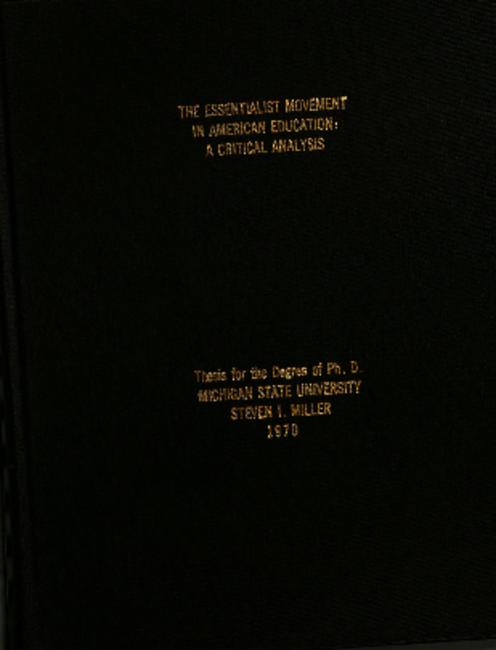 THE ESSENTIALIST MOVEMENT
IN AMERICAN EDUCATION:
A CRITICAL ANALYSIS
Thesis for the Degree of Ph. D.
MICHIGAN STATE UNIVERSITY
STEVEN I. MILLER
1970